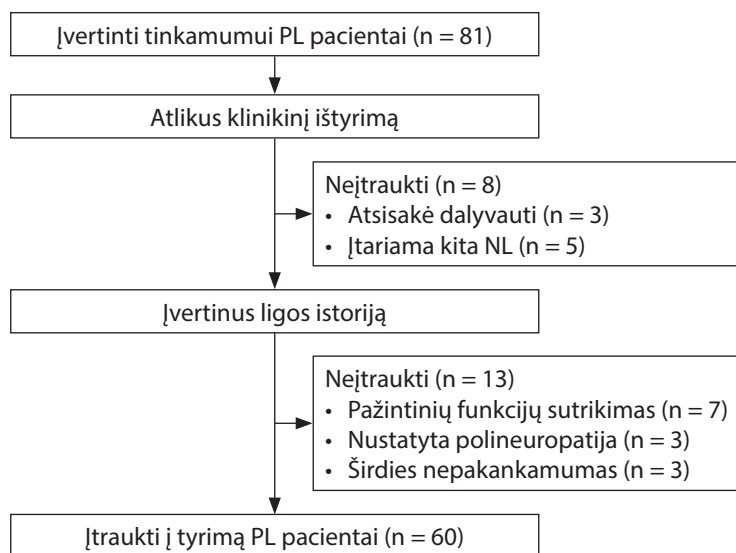 Įvertinti tinkamumui PL pacientai (n = 81)
Atlikus klinikinį ištyrimą
Neįtraukti (n = 8)
• Atsisakė dalyvauti (n = 3)
• Įtariama kita NL (n = 5)
Įvertinus ligos istoriją
Neįtraukti (n = 13)
• Pažintinių funkcijų sutrikimas (n = 7)
• Nustatyta polineuropatija (n = 3)
• Širdies nepakankamumas (n = 3)
Įtraukti į tyrimą PL pacientai (n = 60)